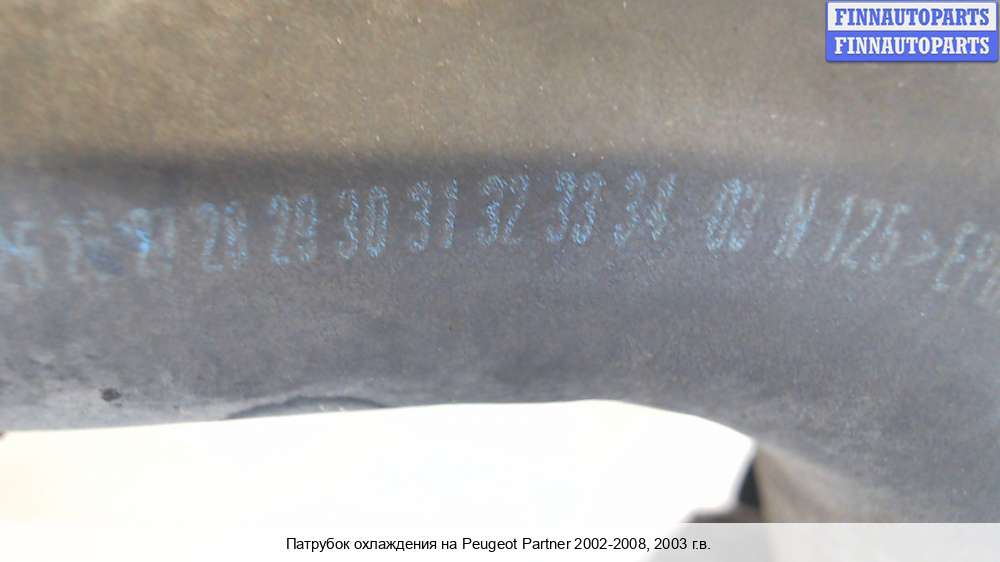 FINNAUTOPARTS
FINNAUTOPARTS
28 29 30 31 32 33 34 03 N 125>
Патрубок охлаждения на Peugeot Partner 2002-2008, 2003 г.в.